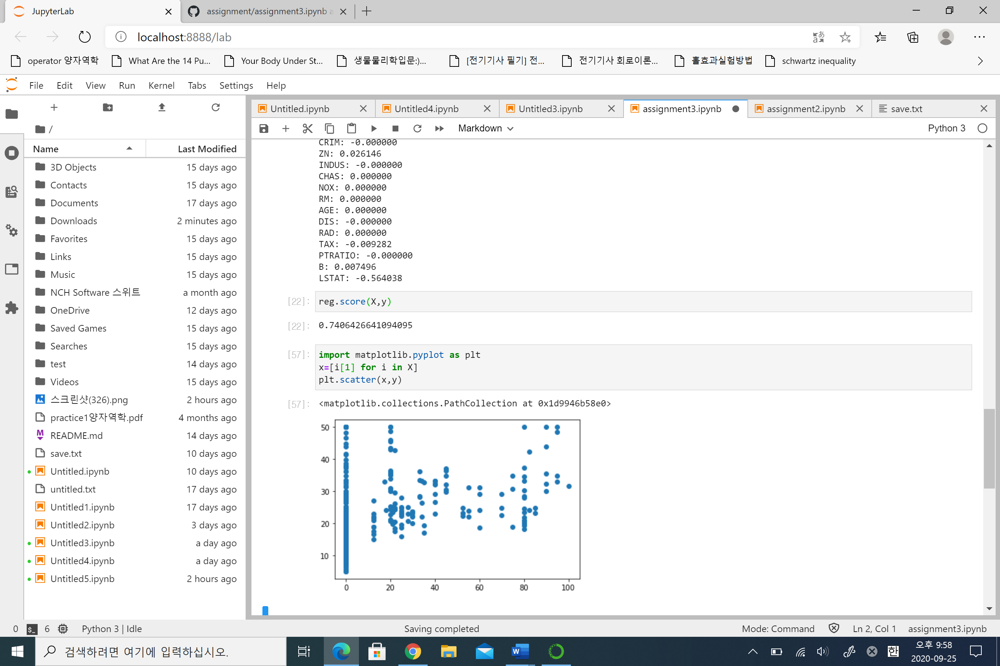 JupyterLab
assignment/assignment3.ipynb a
localhost:8888/lab
operator 양자역학
What Are the 14 Pu...
Your Body Under St...
생물물리학입문:)...
[전기기사 필기] 전...
전기기사 회로이론...
홀효과실험방법
schwartz inequality
File Edit View Run Kernel Tabs Settings Help
Untitled.ipynb
Untitled4.ipynb
Untitled3.ipynb
assignment3.ipynb
assignment2.ipynb
save.txt
/
Markdown
Python 3
Name Last Modified
3D Objects 15 days ago
Contacts 15 days ago
Documents 17 days ago
Downloads 2 minutes ago
Favorites 15 days ago
Links 15 days ago
Music 15 days ago
NCH Software 스위트 a month ago
OneDrive 12 days ago
Saved Games 15 days ago
Searches 15 days ago
test 14 days ago
Videos 15 days ago
스크린샷(326).png 2 hours ago
practice1양자역학.pdf 4 months ago
README.md 14 days ago
save.txt 10 days ago
Untitled.ipynb 10 days ago
untitled.txt 17 days ago
Untitled1.ipynb 17 days ago
Untitled2.ipynb 3 days ago
Untitled3.ipynb a day ago
Untitled4.ipynb a day ago
Untitled5.ipynb 2 hours ago
CRIM: -0.000000
ZN: 0.026146
INDUS: -0.000000
CHAS: 0.000000
NOX: 0.000000
RM: 0.000000
AGE: 0.000000
DIS: -0.000000
RAD: 0.000000
TAX: -0.009282
PTRATIO: -0.000000
B: 0.007496
LSTAT: -0.564038
[22]: reg.score(X,y)
[22]: 0.7406426641094095
[57]: import matplotlib.pyplot as plt
x=[i[1] for i in X]
plt.scatter(x,y)
[57]: <matplotlib.collections.PathCollection at 0x1d9946b58e0>
50
40
30
20
10
0 20 40 60 80 100
0 $_ 6 Python 3 | Idle Saving completed Mode: Command Ln 2, Col 1 assignment3.ipynb
검색하려면 여기에 입력하십시오.
W
한
오후 9:58
2020-09-25